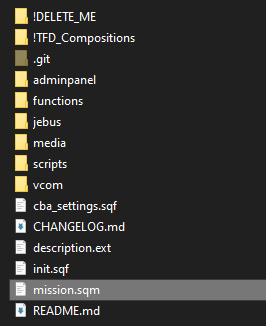 !DELETE_ME
!TFD_Compositions
.git
adminpanel
functions
jebus
media
scripts
vcom
cba_settings.sqf
CHANGELOG.md
description.ext
init.sqf
mission.sqm
README.md